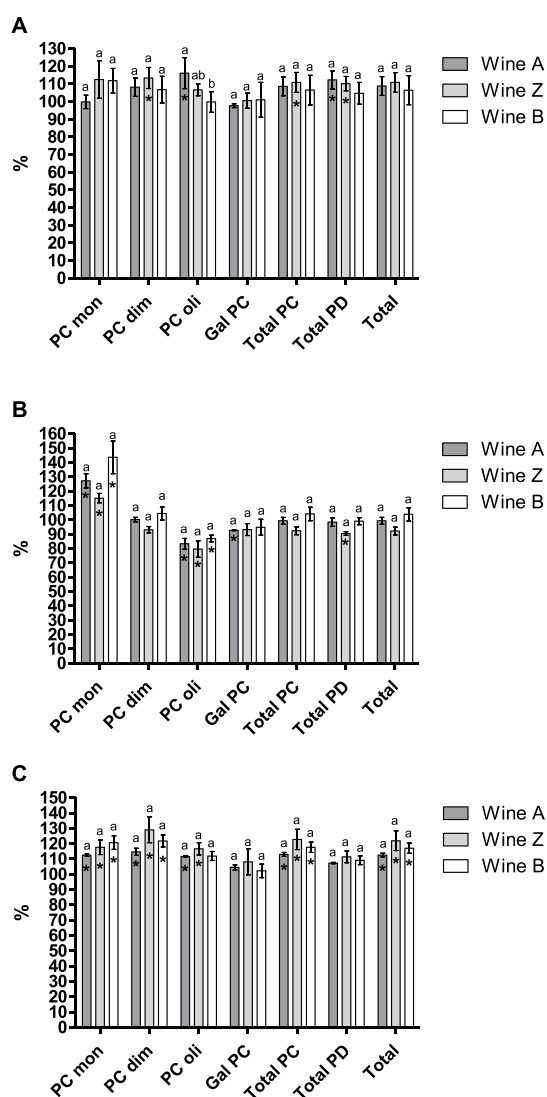 A
130
120
110
100
90
80
70
60
50
40
30
20
10
0
%
a a a a a a a ab b a a a a a a a a a a a a
* * * * * *
PC mon PC dim PC oli Gal PC Total PC Total PD Total
Wine A
Wine Z
Wine B
B
160
150
140
130
120
110
100
90
80
70
60
50
40
30
20
10
0
%
a a a a a a a a a a a a a a a a a a a a a
* * * * * * * *
PC mon PC dim PC oli Gal PC Total PC Total PD Total
Wine A
Wine Z
Wine B
C
150
140
130
120
110
100
90
80
70
60
50
40
30
20
10
0
%
a a a a a a a a a a a a a a a a a a a a a
* * * * * * * * * * * * * *
PC mon PC dim PC oli Gal PC Total PC Total PD Total
Wine A
Wine Z
Wine B